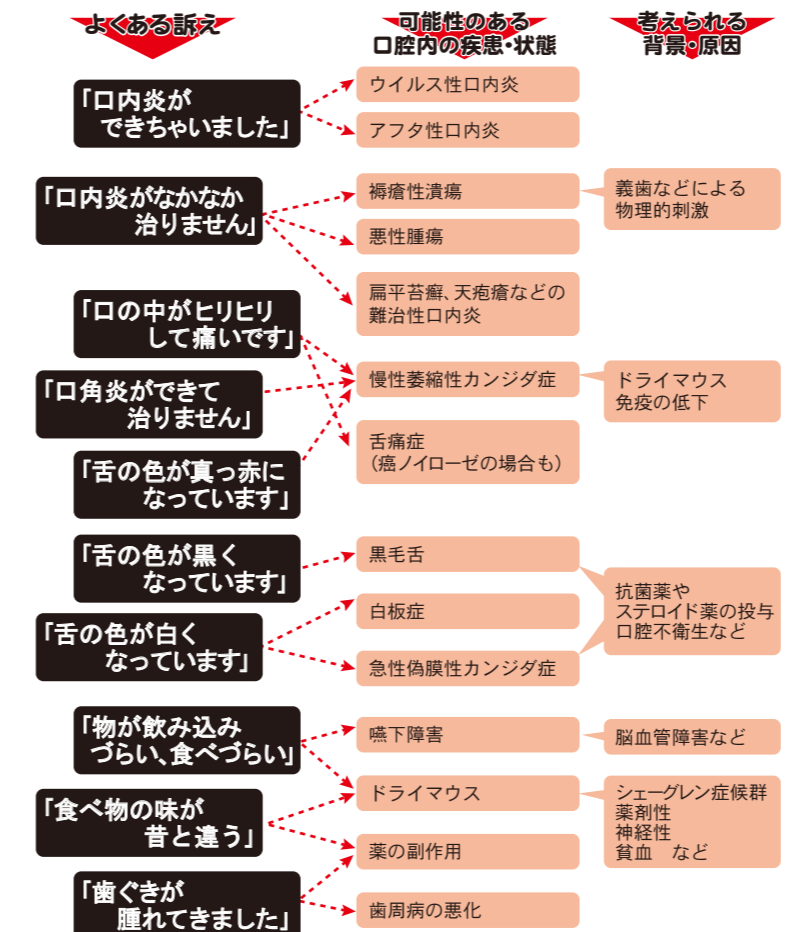 よくある訴え
可能性のある
口腔内の疾患・状態
考えられる
背景・原因
「口内炎が
できちゃいました」
ウイルス性口内炎
アフタ性口内炎
「口内炎がなかなか
治りません」
褥瘡性潰瘍
義歯などによる
物理的刺激
悪性腫瘍
扁平苔癬、天疱瘡などの
難治性口内炎
「口の中がヒリヒリ
して痛いです」
「口角炎ができて
治りません」
慢性萎縮性カンジダ症
ドライマウス
免疫の低下
舌痛症
（癌ノイローゼの場合も）
「舌の色が真っ赤に
なっています」
「舌の色が黒く
なっています」
黒毛舌
抗菌薬や
ステロイド薬の投与
口腔不衛生など
「舌の色が白く
なっています」
白板症
急性偽膜性カンジダ症
「物が飲み込み
づらい、食べづらい」
嚥下障害
脳血管障害など
「食べ物の味が
昔と違う」
ドライマウス
シェーグレン症候群
薬剤性
神経性
貧血　など
薬の副作用
「歯ぐきが
腫れてきました」
歯周病の悪化